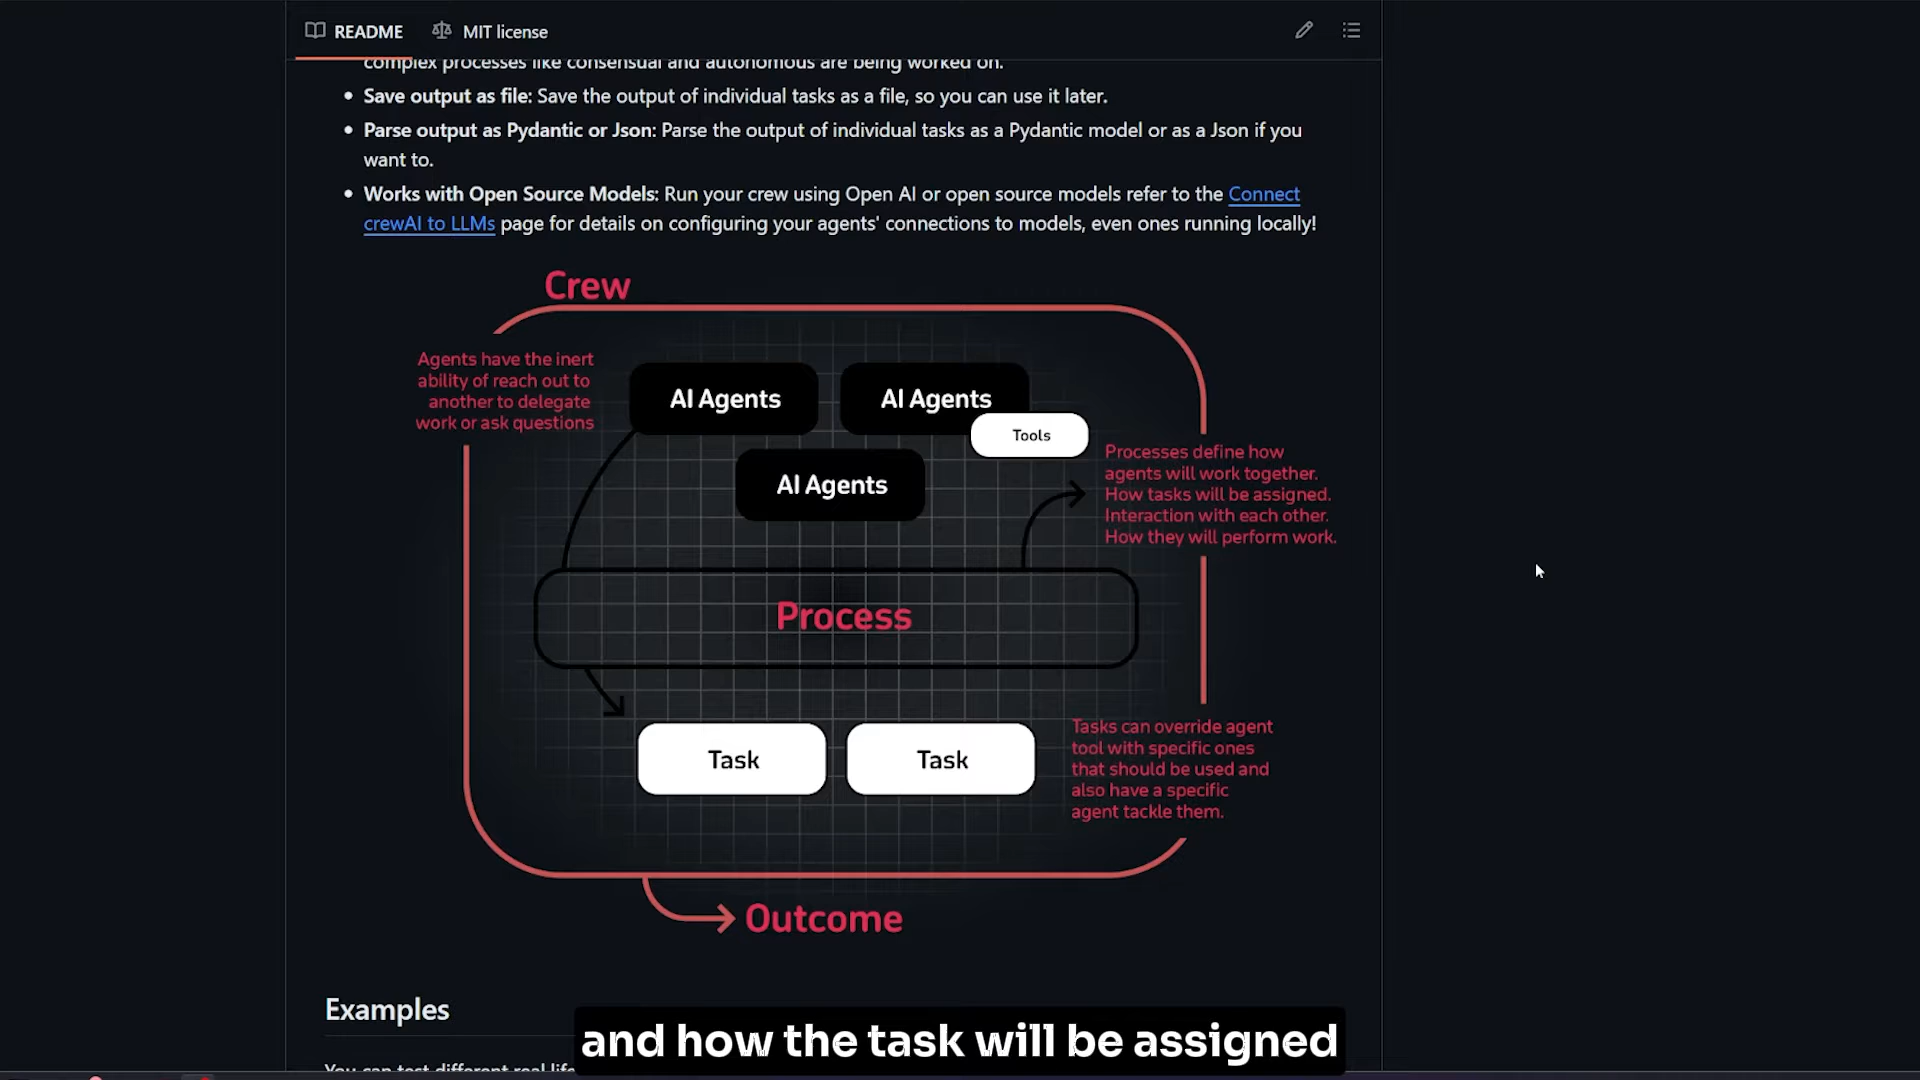 README
MIT license
complex processes like consensual and autonomous are being worked on.
Save output as file: Save the output of individual tasks as a file, so you can use it later.
Parse output as Pydantic or Json: Parse the output of individual tasks as a Pydantic model or as a Json if you
want to.
Works with Open Source Models: Run your crew using Open AI or open source models refer to the Connect
crewAI to LLMs page for details on configuring your agents' connections to models, even ones running locally!
Crew
Agents have the inert
ability of reach out to
another to delegate
work or ask questions
AI Agents
AI Agents
Tools
AI Agents
Processes define how
agents will work together.
How tasks will be assigned.
Interaction with each other.
How they will perform work.
Process
Task
Task
Tasks can override agent
tool with specific ones
that should be used and
also have a specific
agent tackle them.
Outcome
Examples
and how the task will be assigned
You can test different real life